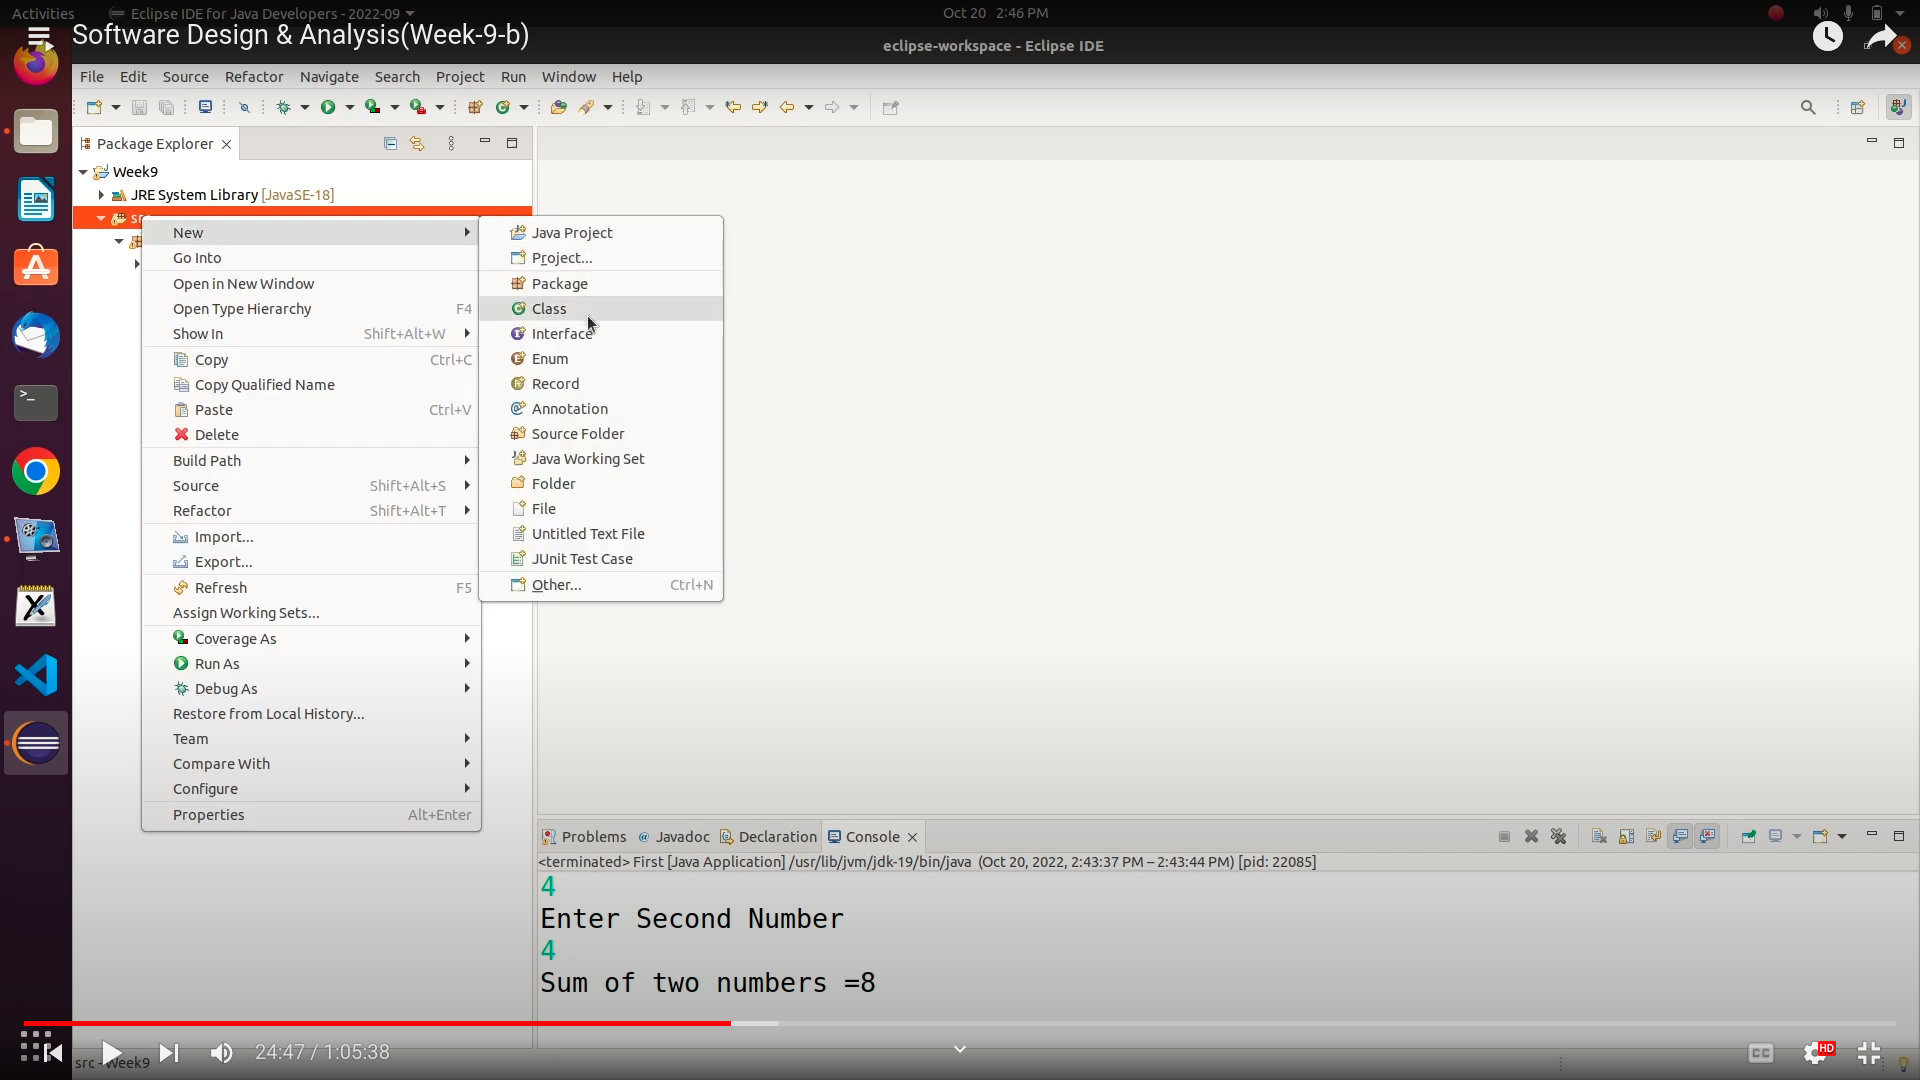 Activities
Eclipse IDE for Java Developers - 2022-09
Oct 20 2:46 PM
Software Design & Analysis(Week-9-b)
eclipse-workspace - Eclipse IDE
File Edit Source Refactor Navigate Search Project Run Window Help
Package Explorer
Week9
JRE System Library [JavaSE-18]
New
Go Into
Open in New Window
Open Type Hierarchy F4
Show In Shift+Alt+W
Copy Ctrl+C
Copy Qualified Name
Paste Ctrl+V
Delete
Build Path
Source Shift+Alt+S
Refactor Shift+Alt+T
Import...
Export...
Refresh F5
Assign Working Sets...
Coverage As
Run As
Debug As
Restore from Local History...
Team
Compare With
Configure
Properties Alt+Enter
Java Project
Project...
Package
Class
Interface
Enum
Record
Annotation
Source Folder
Java Working Set
Folder
File
Untitled Text File
JUnit Test Case
Other... Ctrl+N
Problems Javadoc Declaration Console
<terminated> First [Java Application] /usr/lib/jvm/jdk-19/bin/java (Oct 20, 2022, 2:43:37 PM – 2:43:44 PM) [pid: 22085]
4
Enter Second Number
4
Sum of two numbers =8
24:47 / 1:05:38
CC
HD
src - Week9